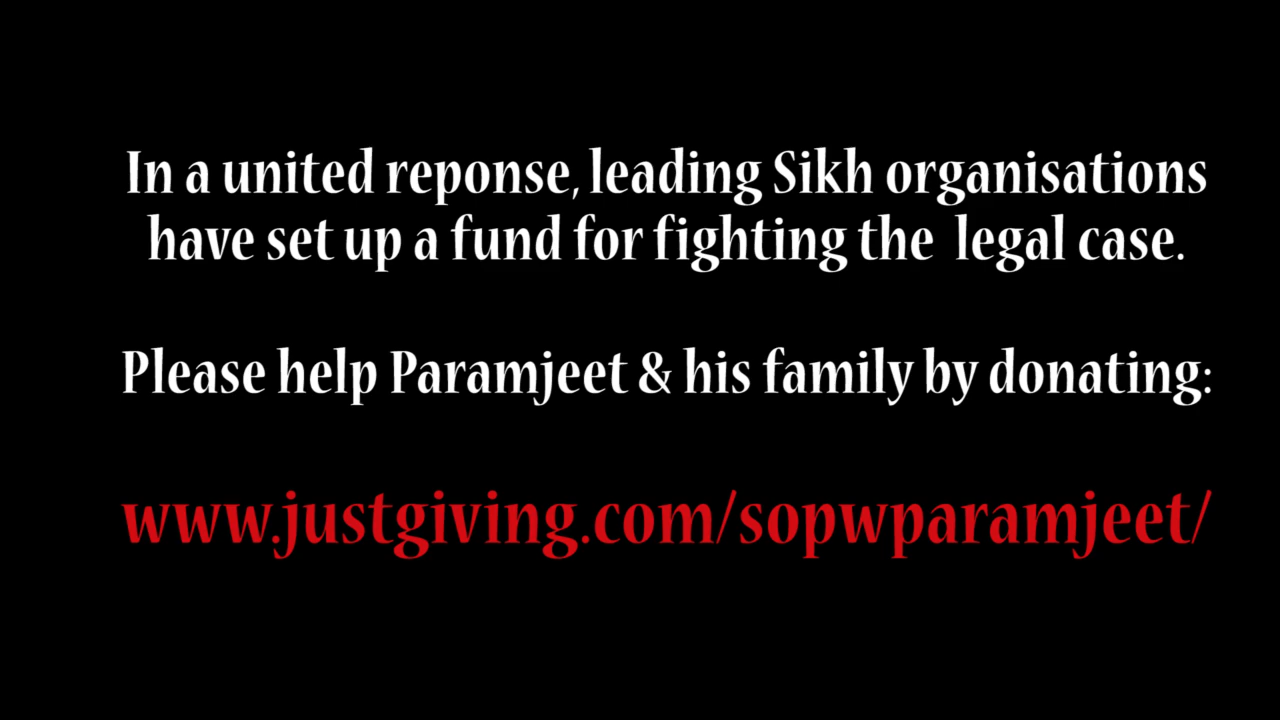 In a united reponse, leading Sikh organisations
have set up a fund for fighting the  legal case.
Please help Paramjeet & his family by donating:
www.justgiving.com/sopwparamjeet/